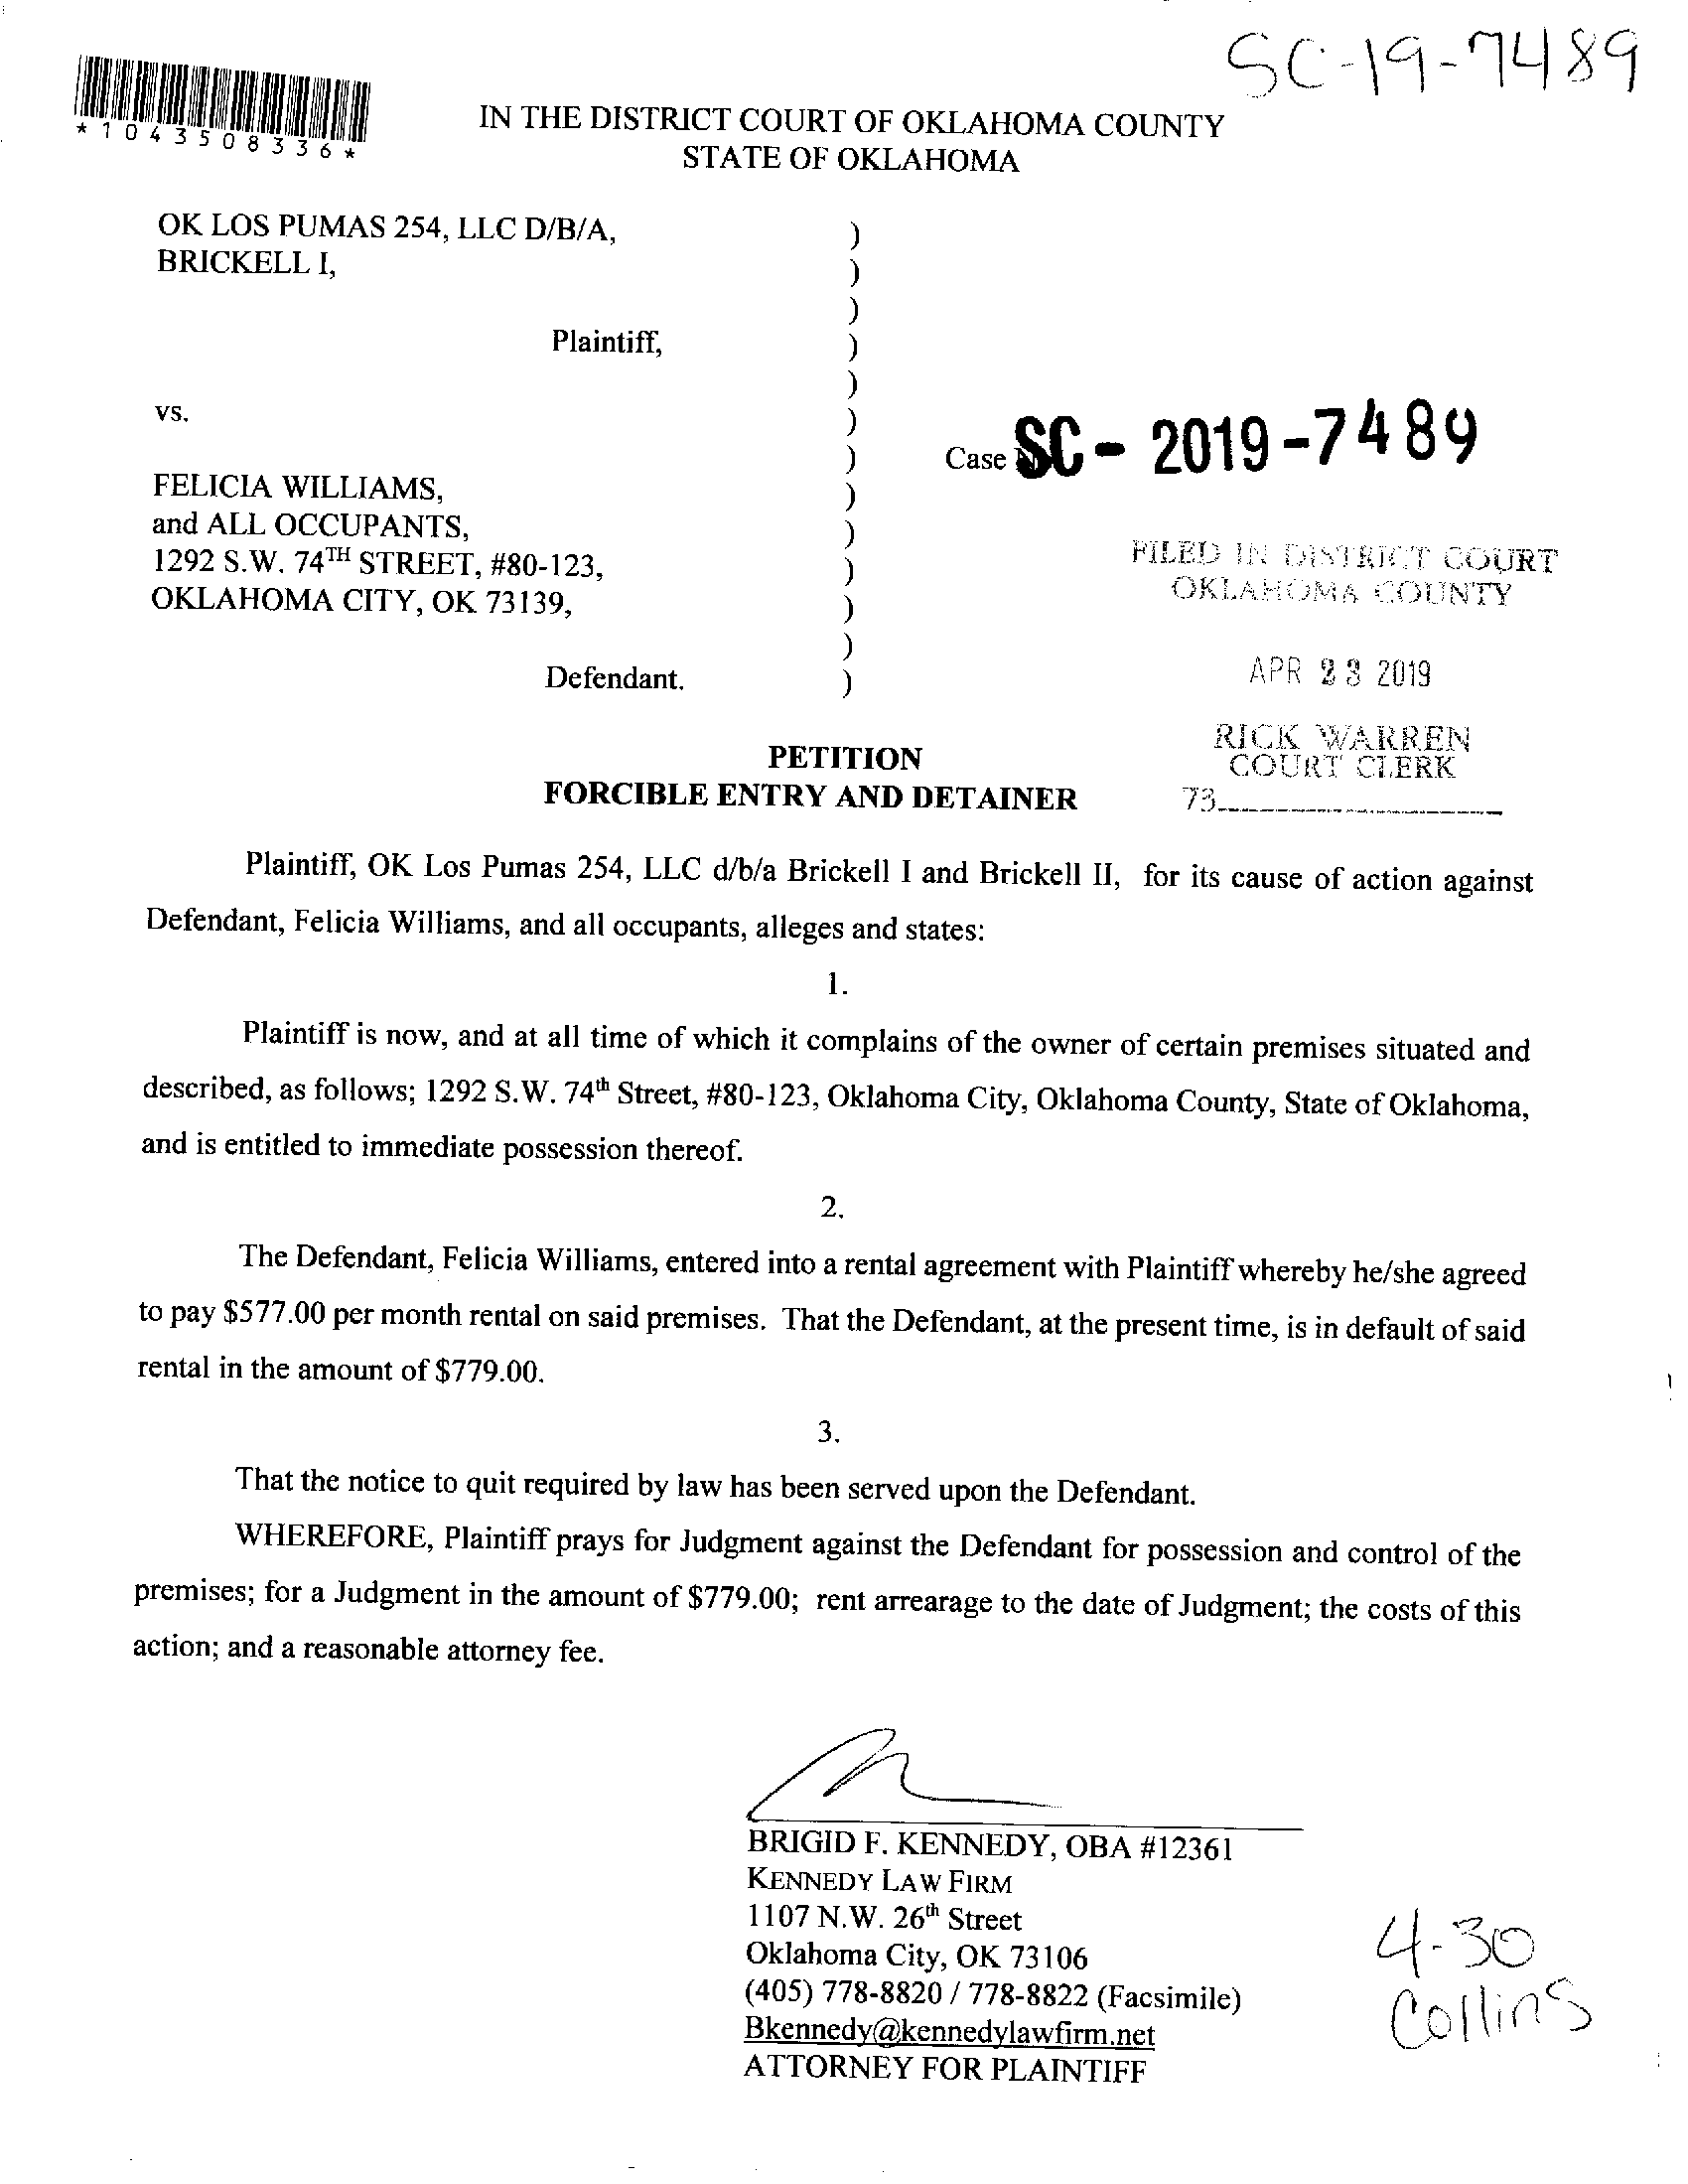 SC-19-7489
*1043508336*
IN THE DISTRICT COURT OF OKLAHOMA COUNTY
STATE OF OKLAHOMA
OK LOS PUMAS 254, LLC D/B/A, )
BRICKELL I, )
)
Plaintiff, )
)
vs. )
Case SC - 2019 - 7489
)
FELICIA WILLIAMS, )
and ALL OCCUPANTS, )
1292 S.W. 74TH STREET, #80-123, )
OKLAHOMA CITY, OK 73139, )
)
Defendant. )
FILED IN DISTRICT COURT
OKLAHOMA COUNTY
APR 23 2019
RICK WARREN
COURT CLERK
73
PETITION
FORCIBLE ENTRY AND DETAINER
Plaintiff, OK Los Pumas 254, LLC d/b/a Brickell I and Brickell II, for its cause of action against
Defendant, Felicia Williams, and all occupants, alleges and states:
1.
Plaintiff is now, and at all time of which it complains of the owner of certain premises situated and
described, as follows; 1292 S.W. 74th Street, #80-123, Oklahoma City, Oklahoma County, State of Oklahoma,
and is entitled to immediate possession thereof.
2.
The Defendant, Felicia Williams, entered into a rental agreement with Plaintiff whereby he/she agreed
to pay $577.00 per month rental on said premises. That the Defendant, at the present time, is in default of said
rental in the amount of $779.00.
3.
That the notice to quit required by law has been served upon the Defendant.
WHEREFORE, Plaintiff prays for Judgment against the Defendant for possession and control of the
premises; for a Judgment in the amount of $779.00; rent arrearage to the date of Judgment; the costs of this
action; and a reasonable attorney fee.
BRIGID F. KENNEDY, OBA #12361
KENNEDY LAW FIRM
1107 N.W. 26th Street
Oklahoma City, OK 73106
(405) 778-8820 / 778-8822 (Facsimile)
Bkennedy@kennedylawfirm.net
ATTORNEY FOR PLAINTIFF
4-30
Collins